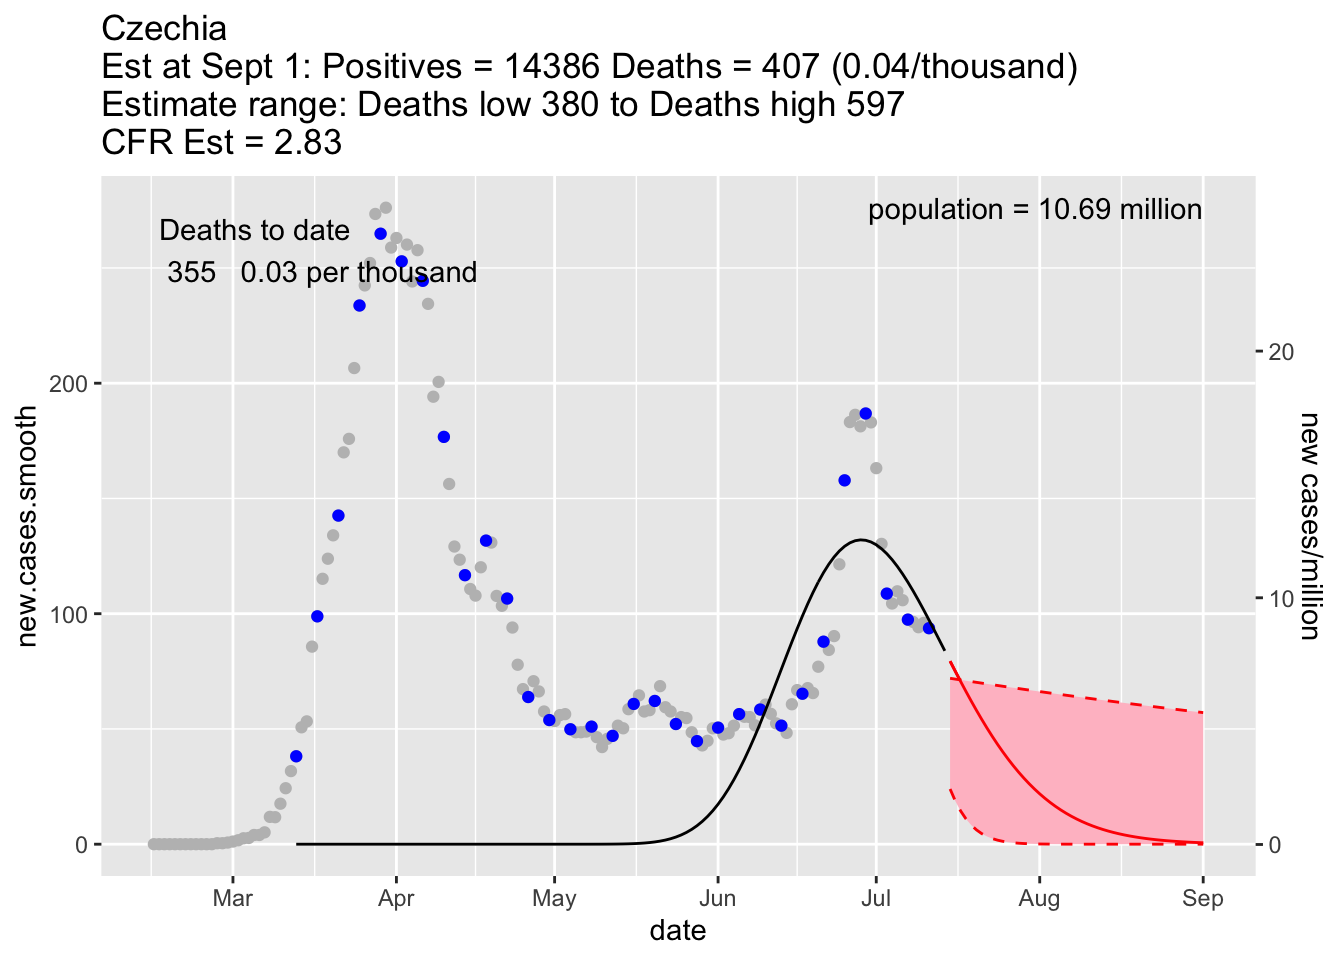 Czechia
Est at Sept 1: Positives = 14386 Deaths = 407 (0.04/thousand)
Estimate range: Deaths low 380 to Deaths high 597
CFR Est = 2.83
Deaths to date
355 0.03 per thousand
population = 10.69 million
new.cases.smooth
200
100
0
new cases/million
20
10
0
Mar Apr May Jun Jul Aug Sep
date